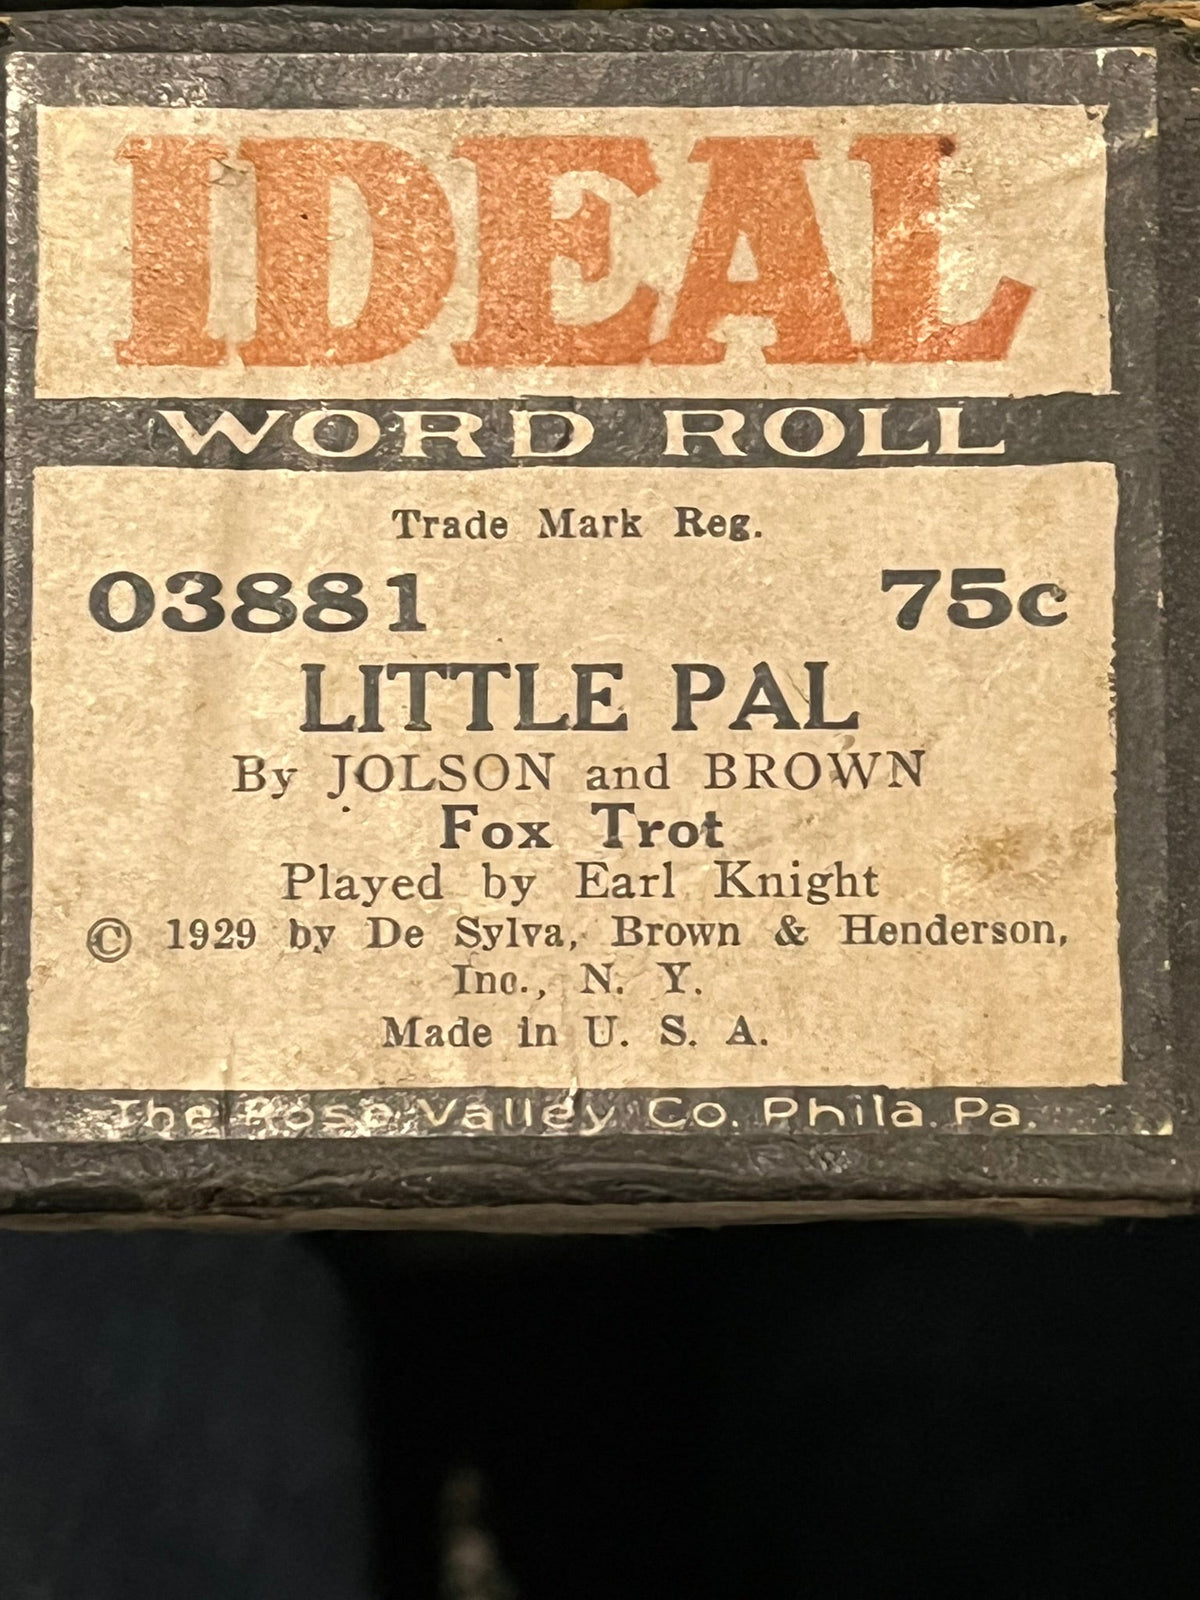 IDEAL
WORD ROLL
Trade Mark Reg.
03881 75c
LITTLE PAL
By JOLSON and BROWN
Fox Trot
Played by Earl Knight
© 1929 by De Sylva, Brown & Henderson,
Inc., N. Y.
Made in U. S. A.
The Rose Valley Co. Phila. Pa.